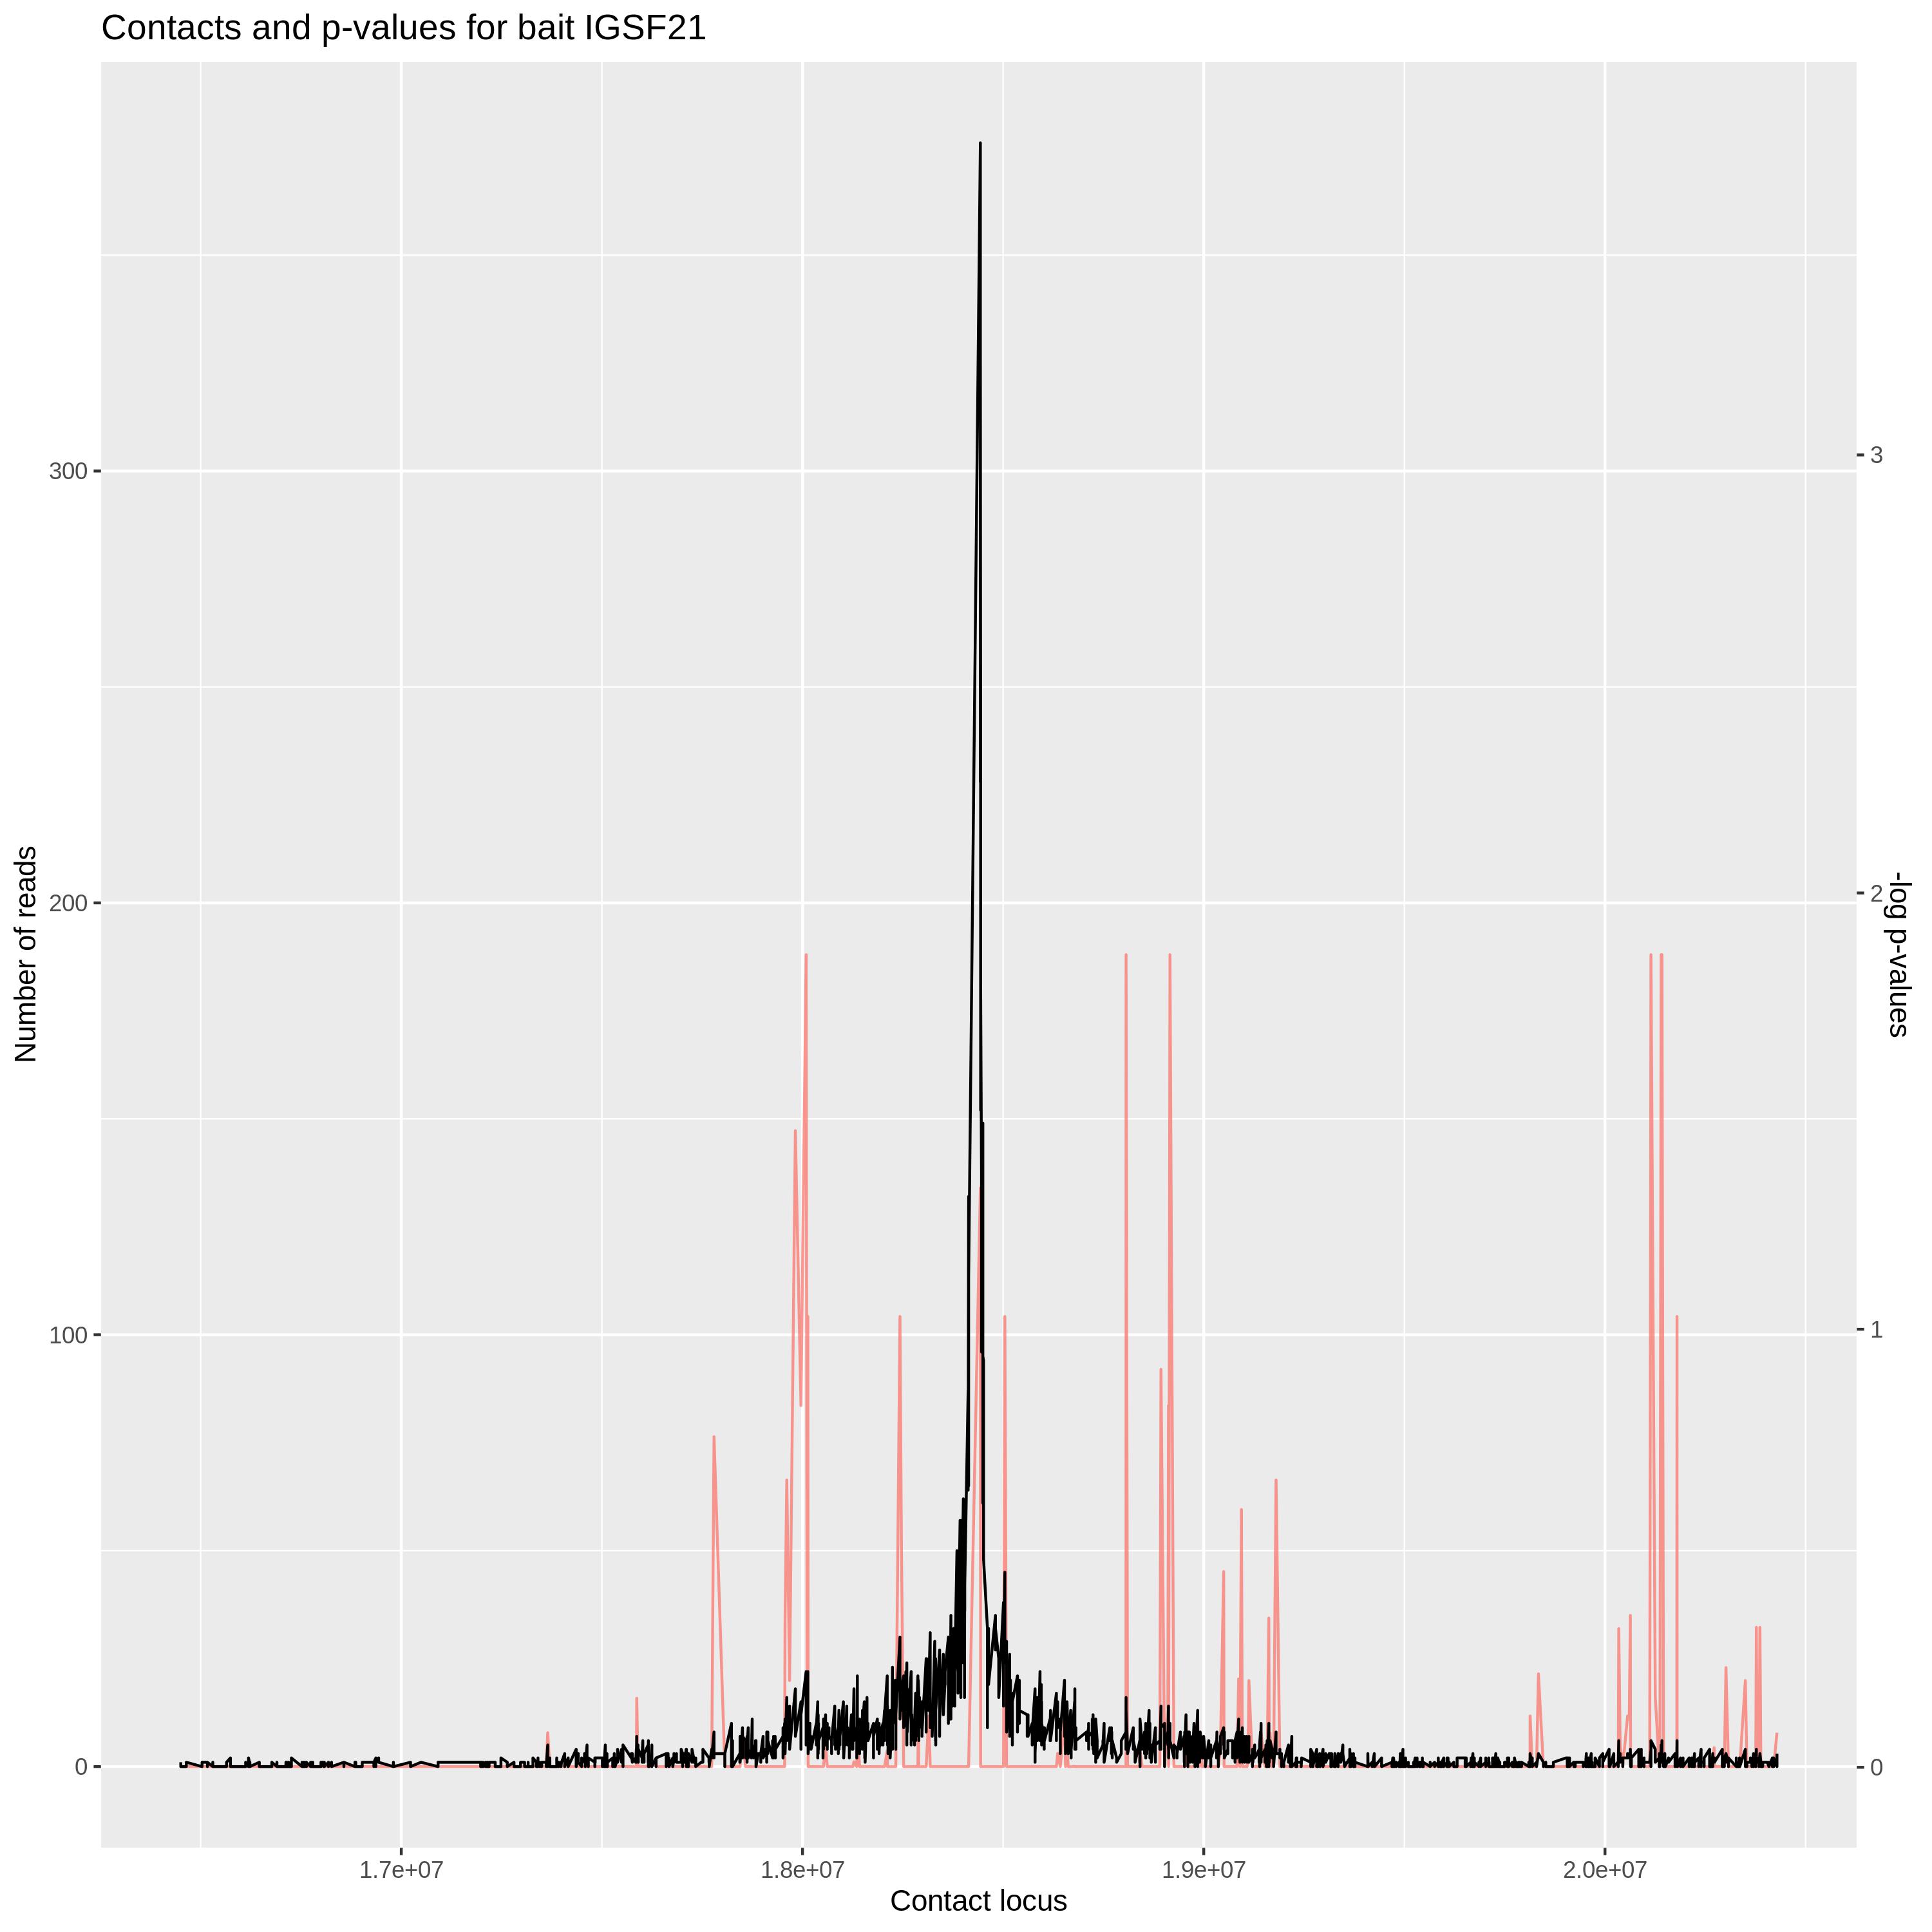 Contacts and p-values for bait IGSF21
Number of reads
300
200
100
0
3
2
1
0
-log p-values
1.7e+07
1.8e+07
1.9e+07
2.0e+07
Contact locus